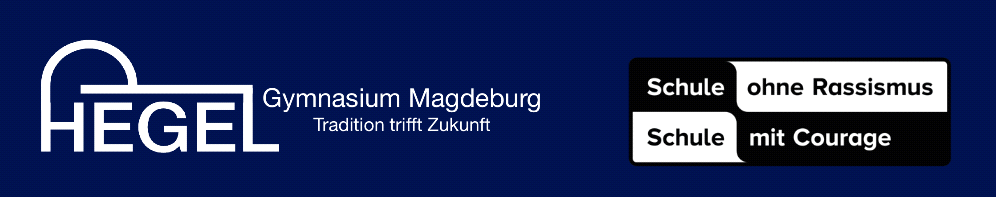 HEGEL
Gymnasium Magdeburg
Tradition trifft Zukunft
Schule ohne Rassismus
Schule mit Courage